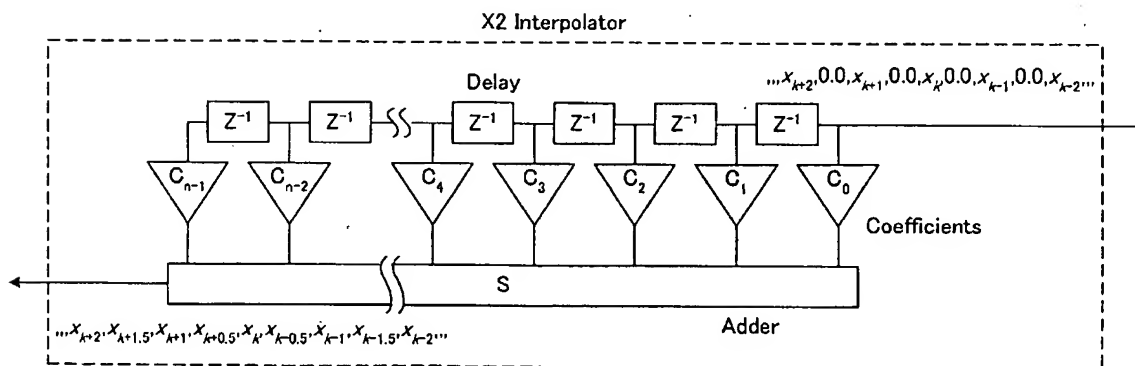 X2 Interpolator
,,,x_{k+2},0.0,x_{k+1},0.0,x_k,0.0,x_{k-1},0.0,x_{k-2},,,
Delay
Z⁻¹ Z⁻¹ Z⁻¹ Z⁻¹ Z⁻¹ Z⁻¹
C_{n-1} C_{n-2} C_4 C_3 C_2 C_1 C_0
Coefficients
S
Adder
,,,x_{k+2},x_{k+1.5},x_{k+1},x_{k+0.5},x_k,x_{k-0.5},x_{k-1},x_{k-1.5},x_{k-2},,,